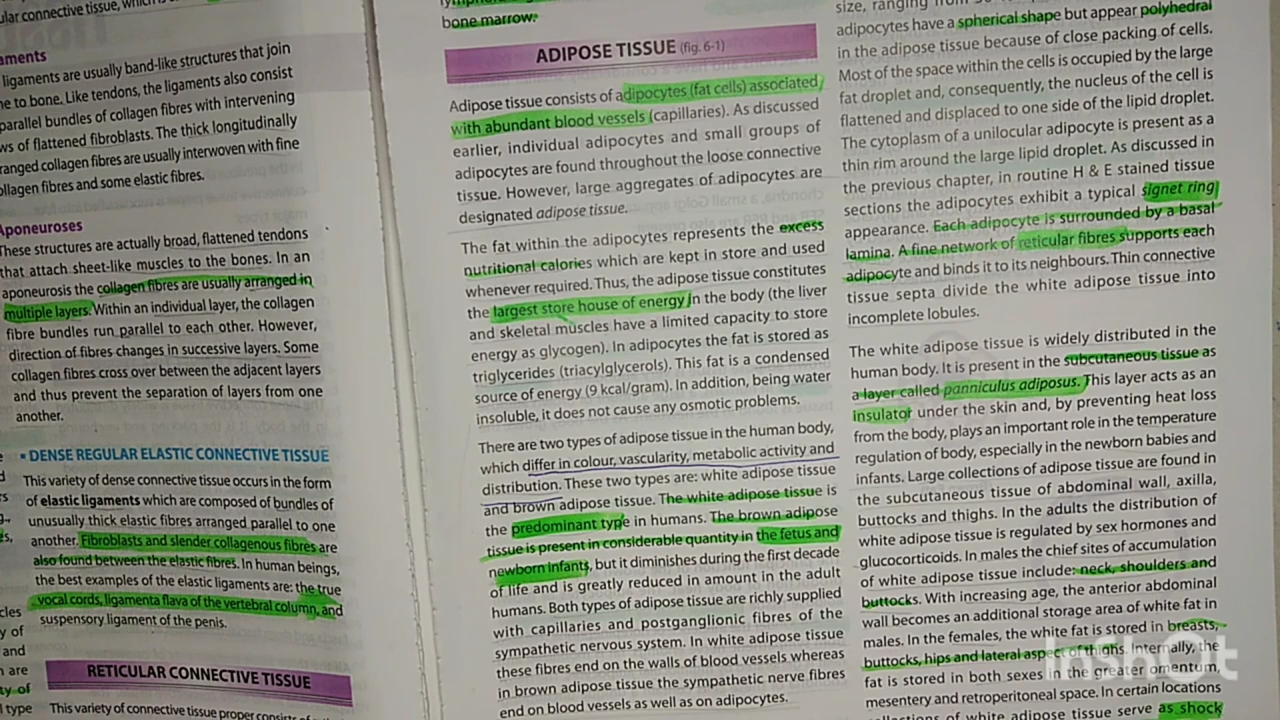 ular connective tissue, which is
aments
ligaments are usually band-like structures that join
ne to bone. Like tendons, the ligaments also consist
parallel bundles of collagen fibres with intervening
ws of flattened fibroblasts. The thick longitudinally
ranged collagen fibres are usually interwoven with fine
ollagen fibres and some elastic fibres.
Aponeuroses
These structures are actually broad, flattened tendons
that attach sheet-like muscles to the bones. In an
aponeurosis the collagen fibres are usually arranged in
multiple layers. Within an individual layer, the collagen
fibre bundles run parallel to each other. However,
direction of fibres changes in successive layers. Some
collagen fibres cross over between the adjacent layers
and thus prevent the separation of layers from one
another.
• DENSE REGULAR ELASTIC CONNECTIVE TISSUE
This variety of dense connective tissue occurs in the form
of elastic ligaments which are composed of bundles of
unusually thick elastic fibres arranged parallel to one
another. Fibroblasts and slender collagenous fibres are
also found between the elastic fibres. In human beings,
the best examples of the elastic ligaments are: the true
vocal cords, ligamenta flava of the vertebral column, and
suspensory ligament of the penis.
RETICULAR CONNECTIVE TISSUE
This variety of connective tissue proper consists of
bone marrow.
ADIPOSE TISSUE (fig. 6-1)
Adipose tissue consists of adipocytes (fat cells) associated
with abundant blood vessels (capillaries). As discussed
earlier, individual adipocytes and small groups of
adipocytes are found throughout the loose connective
tissue. However, large aggregates of adipocytes are
designated adipose tissue.
The fat within the adipocytes represents the excess
nutritional calories which are kept in store and used
whenever required. Thus, the adipose tissue constitutes
the largest store house of energy in the body (the liver
and skeletal muscles have a limited capacity to store
energy as glycogen). In adipocytes the fat is stored as
triglycerides (triacylglycerols). This fat is a condensed
source of energy (9 kcal/gram). In addition, being water
insoluble, it does not cause any osmotic problems.
There are two types of adipose tissue in the human body,
which differ in colour, vascularity, metabolic activity and
distribution. These two types are: white adipose tissue
and brown adipose tissue. The white adipose tissue is
the predominant type in humans. The brown adipose
tissue is present in considerable quantity in the fetus and
newborn infants, but it diminishes during the first decade
of life and is greatly reduced in amount in the adult
humans. Both types of adipose tissue are richly supplied
with capillaries and postganglionic fibres of the
sympathetic nervous system. In white adipose tissue
these fibres end on the walls of blood vessels whereas
in brown adipose tissue the sympathetic nerve fibres
end on blood vessels as well as on adipocytes.
size, ranging from
adipocytes have a spherical shape but appear polyhedral
in the adipose tissue because of close packing of cells.
Most of the space within the cells is occupied by the large
fat droplet and, consequently, the nucleus of the cell is
flattened and displaced to one side of the lipid droplet.
The cytoplasm of a unilocular adipocyte is present as a
thin rim around the large lipid droplet. As discussed in
the previous chapter, in routine H & E stained tissue
sections the adipocytes exhibit a typical signet ring
appearance. Each adipocyte is surrounded by a basal
lamina. A fine network of reticular fibres supports each
adipocyte and binds it to its neighbours. Thin connective
tissue septa divide the white adipose tissue into
incomplete lobules.
The white adipose tissue is widely distributed in the
human body. It is present in the subcutaneous tissue as
a layer called panniculus adiposus. This layer acts as an
insulator under the skin and, by preventing heat loss
from the body, plays an important role in the temperature
regulation of body, especially in the newborn babies and
infants. Large collections of adipose tissue are found in
the subcutaneous tissue of abdominal wall, axilla,
buttocks and thighs. In the adults the distribution of
white adipose tissue is regulated by sex hormones and
glucocorticoids. In males the chief sites of accumulation
of white adipose tissue include: neck, shoulders and
buttocks. With increasing age, the anterior abdominal
wall becomes an additional storage area of white fat in
males. In the females, the white fat is stored in breasts,
buttocks, hips and lateral aspect of thighs. Internally, the
fat is stored in both sexes in the greater omentum,
mesentery and retroperitoneal space. In certain locations
of white adipose tissue serve as shock
InShOt